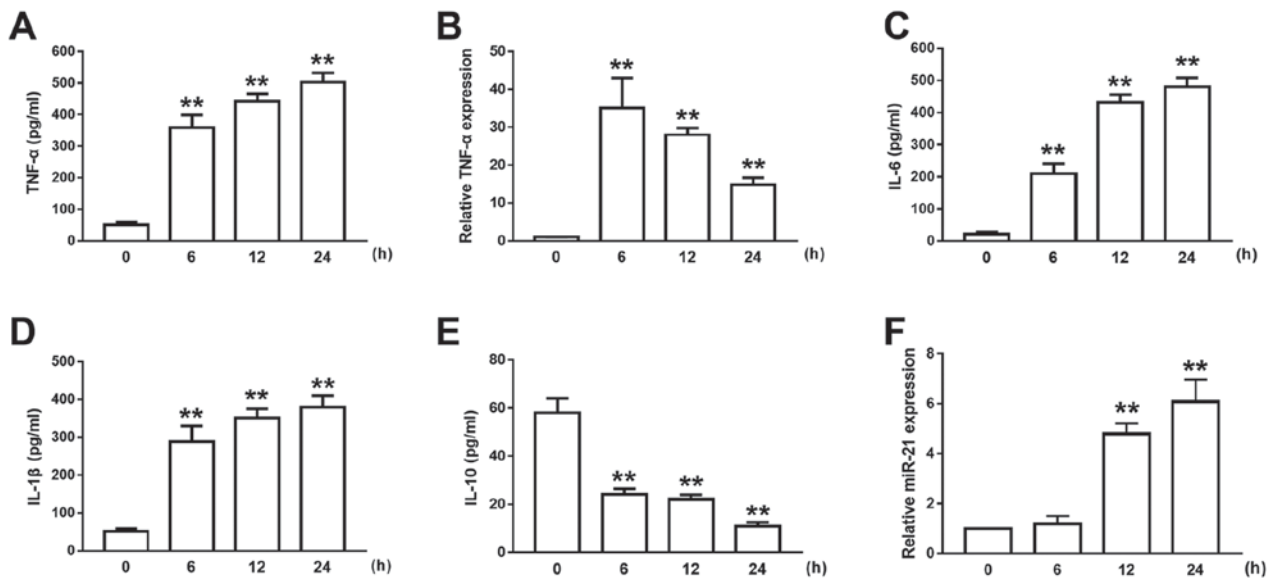 A
TNF-α (pg/ml)
600
500
400
300
200
100
0
** ** **
0 6 12 24 (h)
B
Relative TNF-α expression
50
40
30
20
10
0
** ** **
0 6 12 24 (h)
C
IL-6 (pg/ml)
600
500
400
300
200
100
0
** ** **
0 6 12 24 (h)
D
IL-1β (pg/ml)
500
400
300
200
100
0
** ** **
0 6 12 24 (h)
E
IL-10 (pg/ml)
80
60
40
20
0
** ** **
0 6 12 24 (h)
F
Relative miR-21 expression
8
6
4
2
0
** **
0 6 12 24 (h)